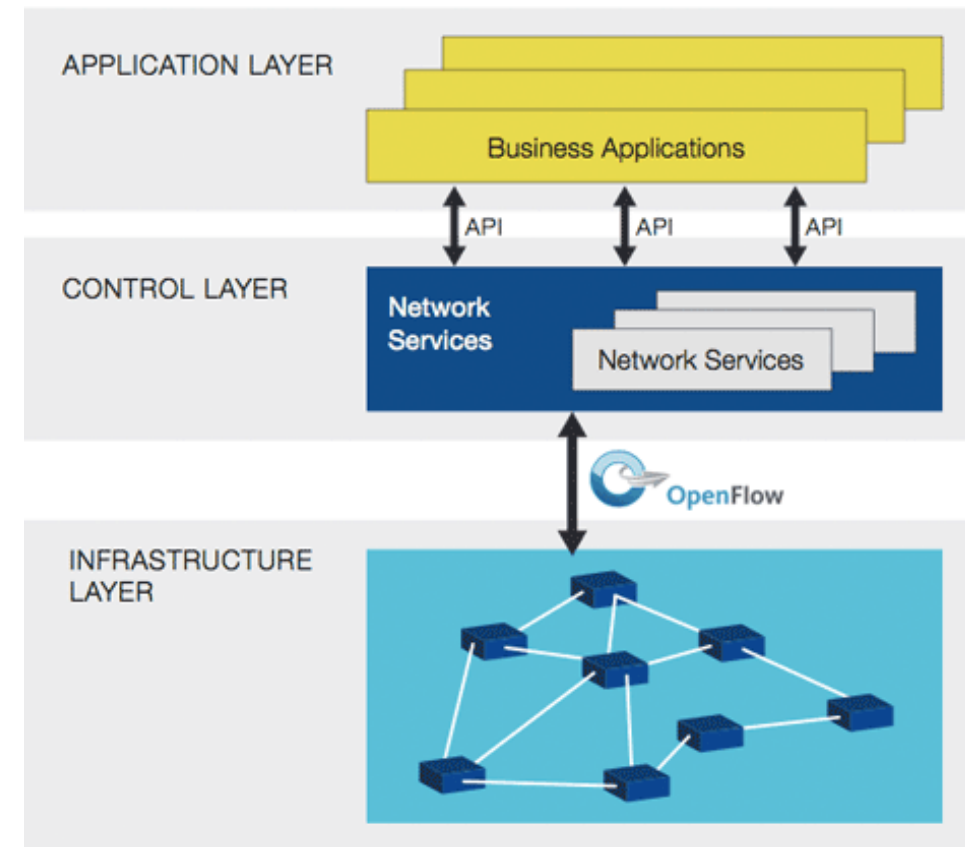 APPLICATION LAYER
Business Applications
API
API
API
CONTROL LAYER
Network
Services
Network Services
OpenFlow
INFRASTRUCTURE
LAYER